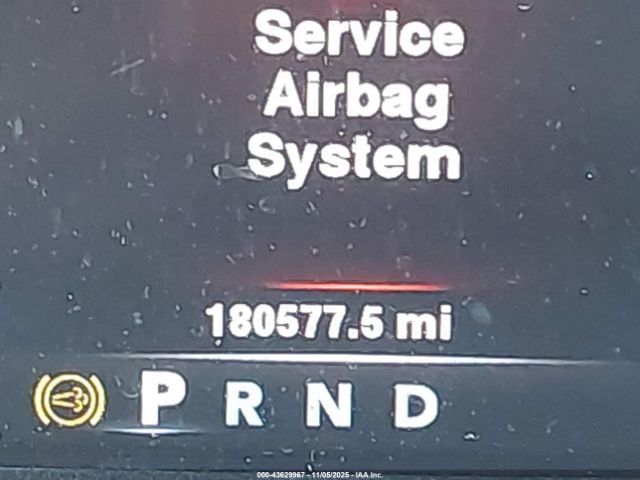 Service
Airbag
System
180577.5 mi
P R N D
000-43629967 - 11/05/2025 - IAA Inc.